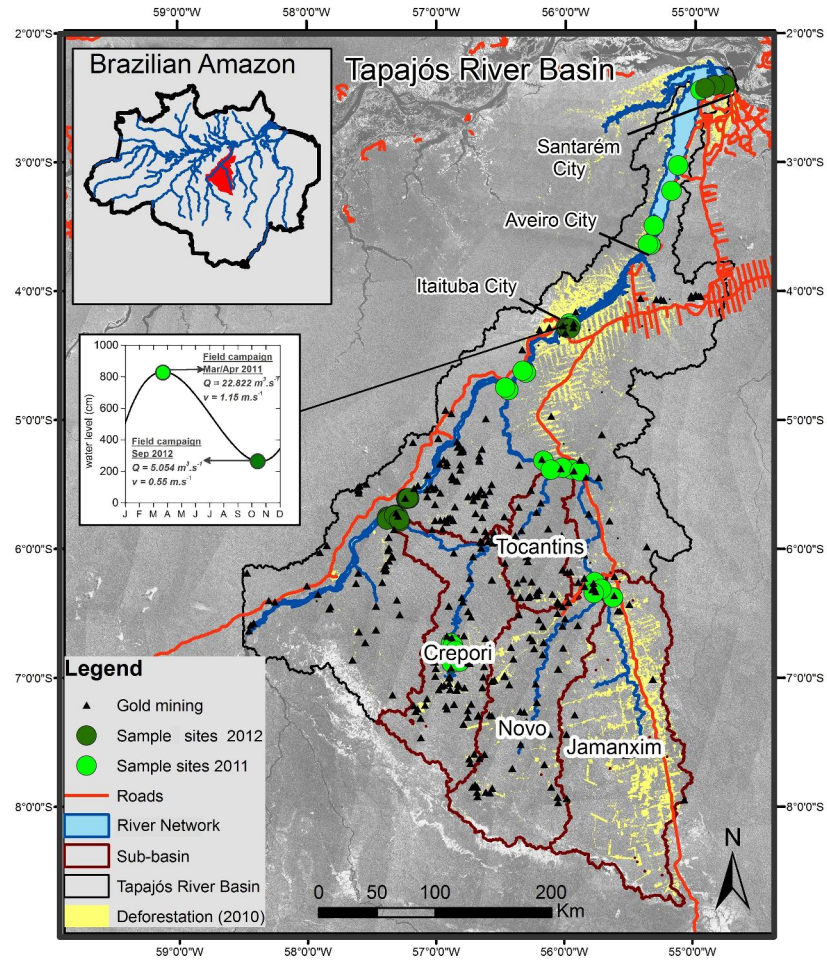 59°0'0"S
58°0'0"S
57°0'0"S
56°0'0"S
55°0'0"S
2°0'0"S
2°0'0"S
Brazilian Amazon
Tapajós River Basin
Santarém
City
3°0'0"S
3°0'0"S
Aveiro City
Itaituba City
4°0'0"S
4°0'0"S
1000
800
600
400
200
0
water level (cm)
J F M A M J J A S O N D
Field campaign
Mar/Apr 2011
Q = 22.822 m³.s⁻¹
v = 1.15 m.s⁻¹
Field campaign
Sep 2012
Q = 5.054 m³.s⁻¹
v = 0.55 m.s⁻¹
5°0'0"S
5°0'0"S
6°0'0"S
6°0'0"S
Tocantins
Crepori
Novo
Jamanxim
7°0'0"S
7°0'0"S
8°0'0"S
8°0'0"S
Legend
Gold mining
Sample sites 2012
Sample sites 2011
Roads
River Network
Sub-basin
Tapajós River Basin
Deforestation (2010)
N
0 50 100 200
Km
59°0'0"S
58°0'0"S
57°0'0"S
56°0'0"S
55°0'0"S